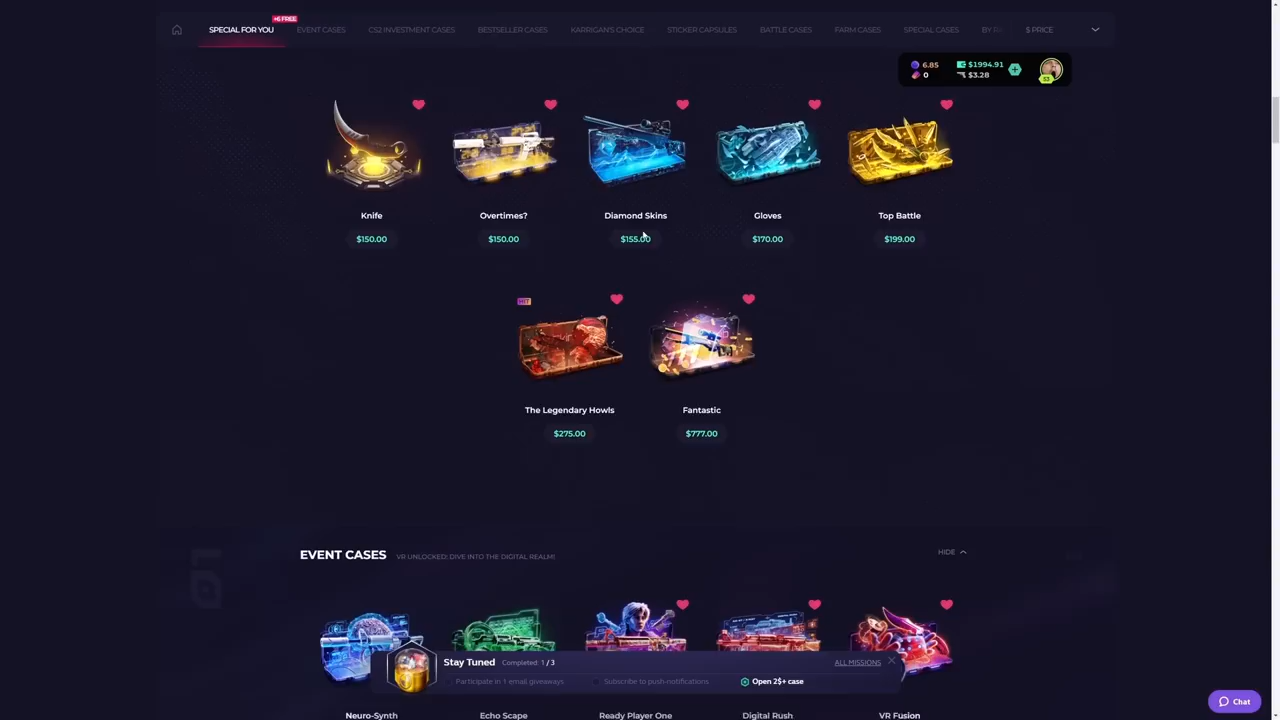 +6 FREE
SPECIAL FOR YOU
EVENT CASES
CS2 INVESTMENT CASES
BESTSELLER CASES
KARRIGAN'S CHOICE
STICKER CAPSULES
BATTLE CASES
FARM CASES
SPECIAL CASES
$ PRICE
6.85
$1994.91
0
$3.28
53
Knife
Overtimes?
Diamond Skins
Gloves
Top Battle
$150.00
$150.00
$155.00
$170.00
$199.00
HIT
The Legendary Howls
Fantastic
$275.00
$777.00
EVENT CASES
VR UNLOCKED: DIVE INTO THE DIGITAL REALM!
HIDE
Stay Tuned
Completed: 1 / 3
ALL MISSIONS
Participate in 1 email giveaways
Subscribe to push-notifications
Open 2$+ case
Chat
Neuro-Synth
Echo Scape
Ready Player One
Digital Rush
VR Fusion